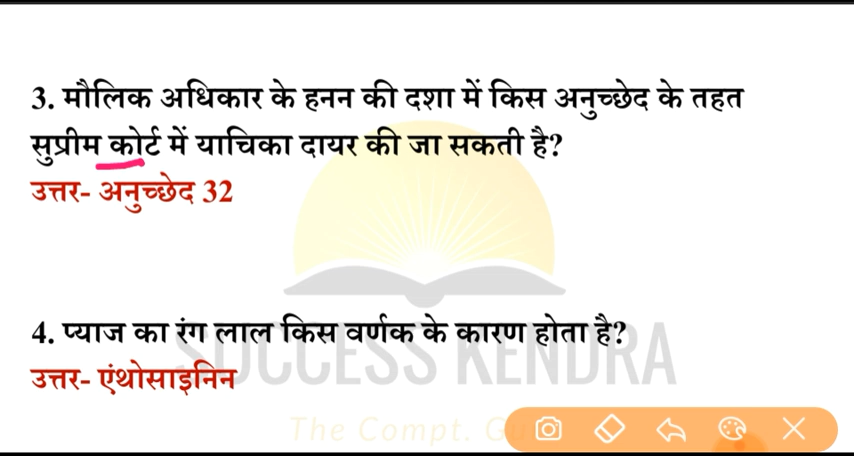 3. मौलिक अधिकार के हनन की दशा में किस अनुच्छेद के तहत
सुप्रीम कोर्ट में याचिका दायर की जा सकती है?
उत्तर- अनुच्छेद 32
4. प्याज का रंग लाल किस वर्णक के कारण होता है?
SUCCESS KENDRA
उत्तर- एंथोसाइनिन
The Compt.